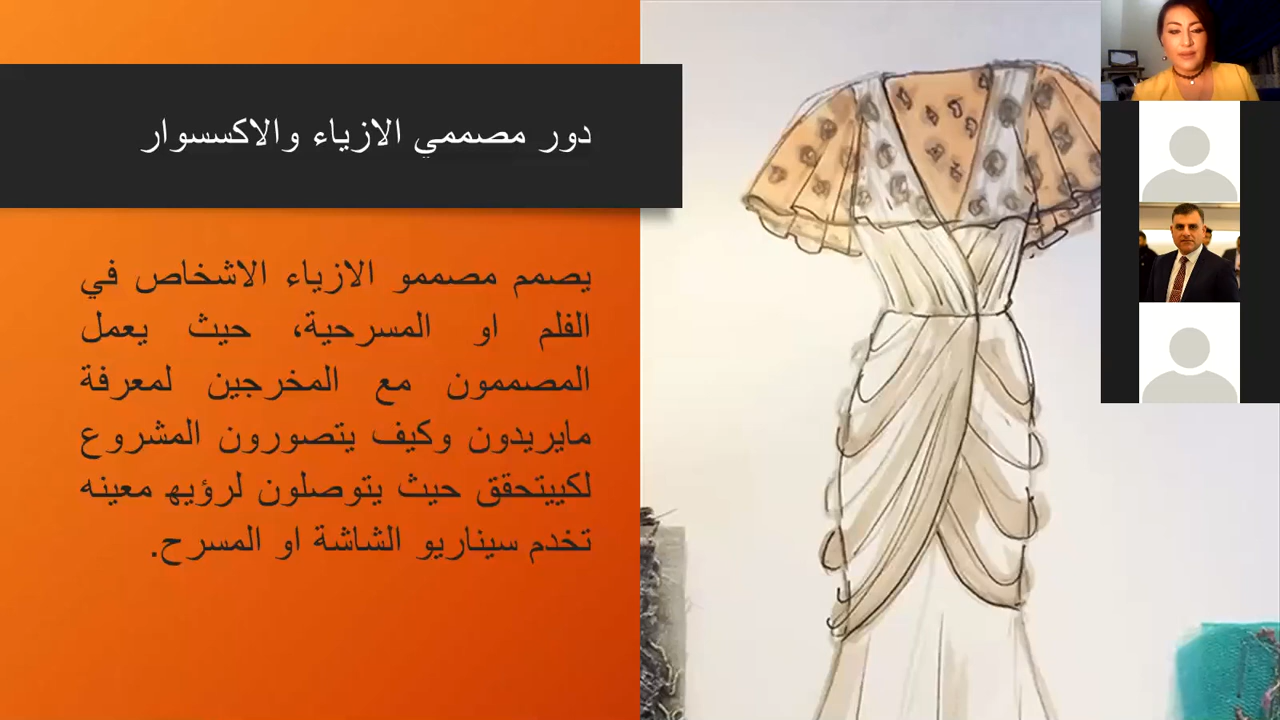 دور مصممي الازياء والاكسسوار
يصمم مصممو الازياء الاشخاص في
الفلم او المسرحية، حيث يعمل
المصممون مع المخرجين لمعرفة
مايريدون وكيف يتصورون المشروع
لكييتحقق حيث يتوصلون لرؤيه معينه
تخدم سيناريو الشاشة او المسرح.